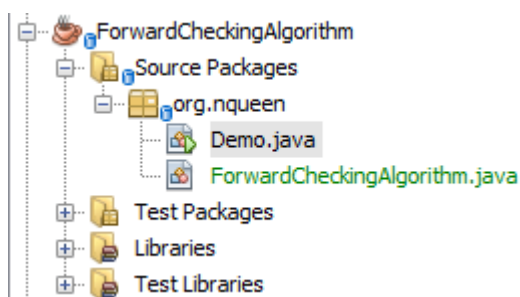 ForwardCheckingAlgorithm
Source Packages
org.nqueen
Demo.java
ForwardCheckingAlgorithm.java
Test Packages
Libraries
Test Libraries